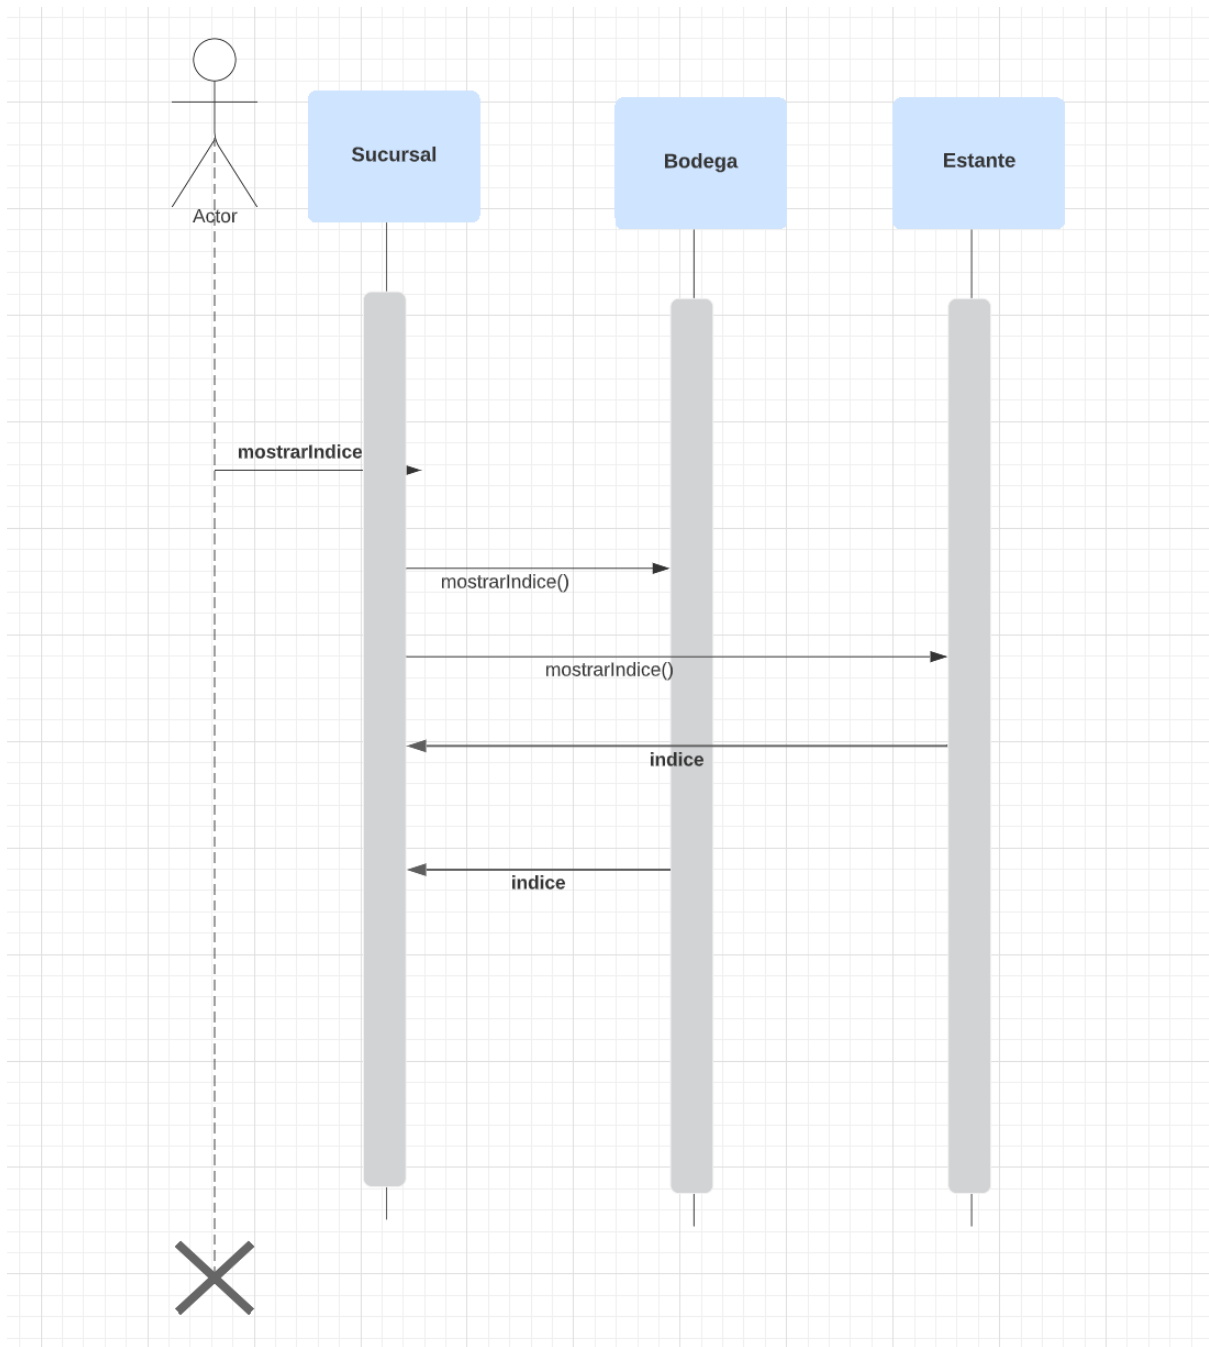 Actor
Sucursal
Bodega
Estante
mostrarIndice
mostrarIndice()
mostrarIndice()
indice
indice